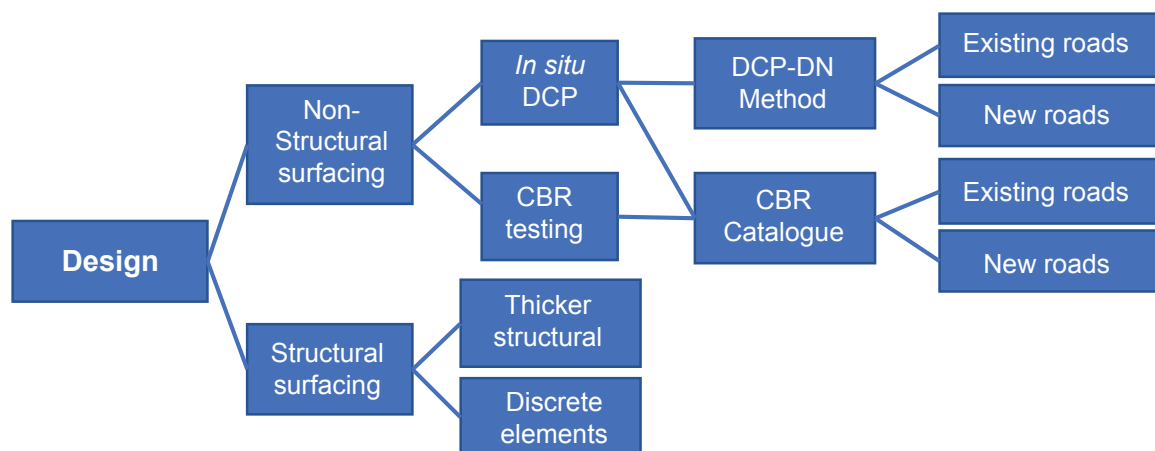 Design
Non-
Structural
surfacing
In situ
DCP
CBR
testing
DCP-DN
Method
CBR
Catalogue
Existing roads
New roads
Existing roads
New roads
Structural
surfacing
Thicker
structural
Discrete
elements